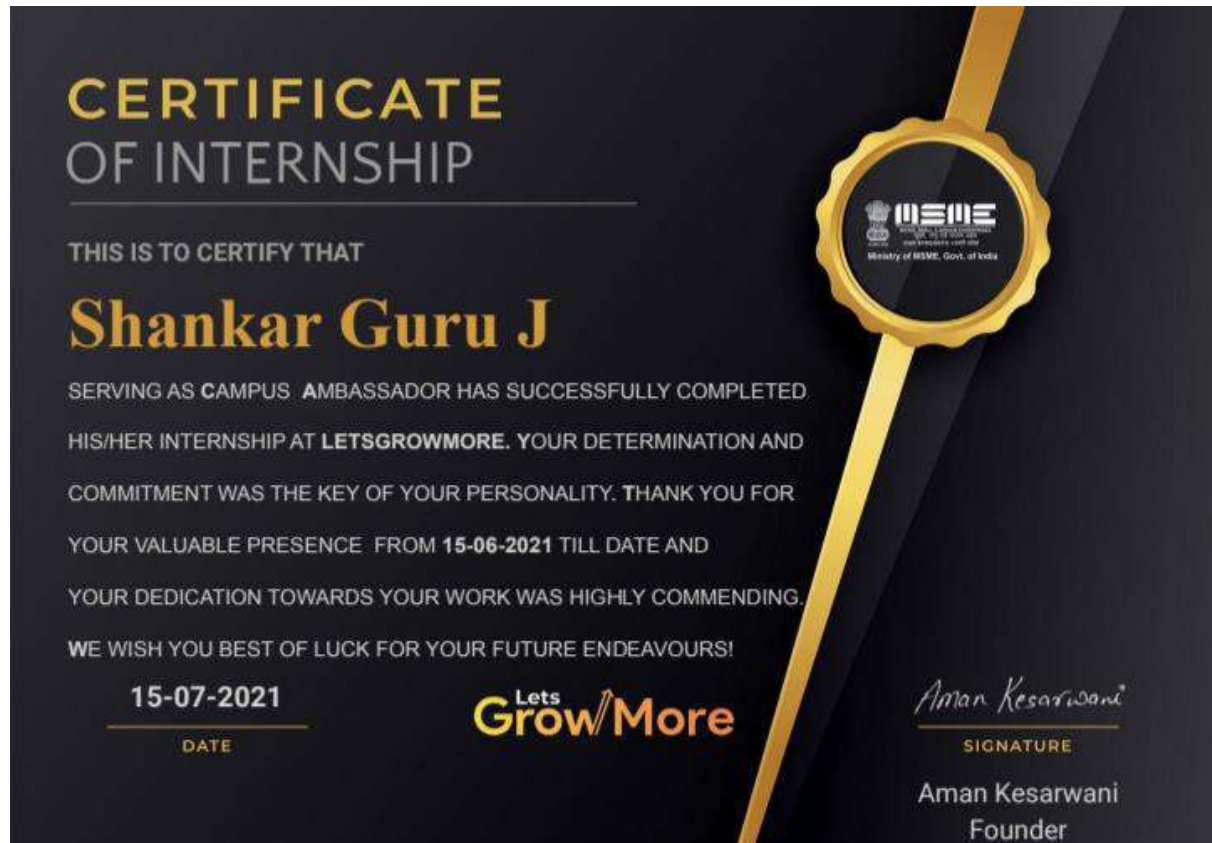 CERTIFICATE
OF INTERNSHIP
THIS IS TO CERTIFY THAT
Shankar Guru J
SERVING AS CAMPUS AMBASSADOR HAS SUCCESSFULLY COMPLETED
HIS/HER INTERNSHIP AT LETSGROWMORE. YOUR DETERMINATION AND
COMMITMENT WAS THE KEY OF YOUR PERSONALITY. THANK YOU FOR
YOUR VALUABLE PRESENCE FROM 15-06-2021 TILL DATE AND
YOUR DEDICATION TOWARDS YOUR WORK WAS HIGHLY COMMENDING.
WE WISH YOU BEST OF LUCK FOR YOUR FUTURE ENDEAVOURS!
MSME
Ministry of MSME, Govt. of India
15-07-2021
DATE
Lets
GrowMore
Aman Kesarwani
SIGNATURE
Aman Kesarwani
Founder